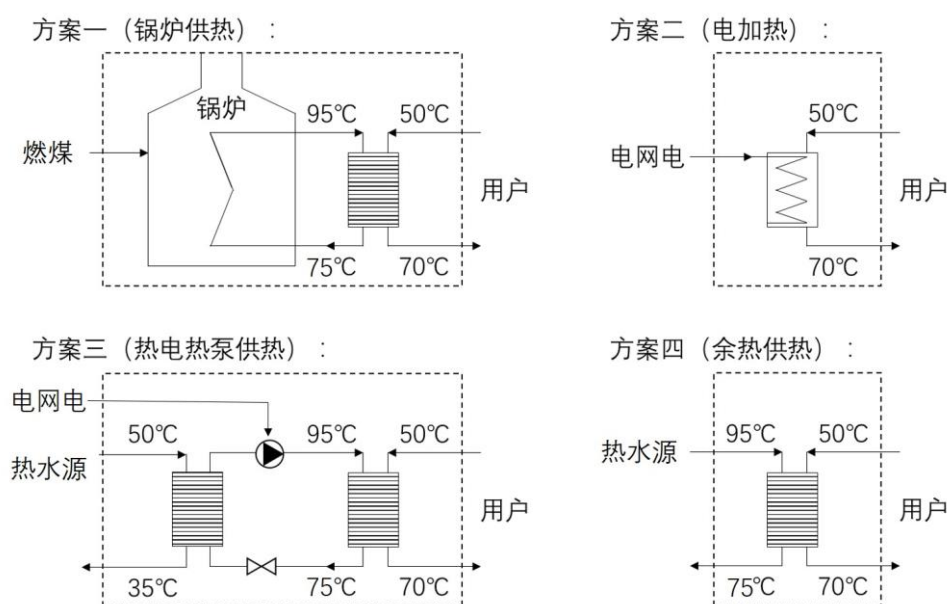 方案一（锅炉供热）:
锅炉
95℃
50℃
燃煤
用户
75℃
70℃
方案二（电加热）:
50℃
电网电
用户
70℃
方案三（热电热泵供热）:
电网电
50℃
95℃
50℃
热水源
用户
35℃
75℃
70℃
方案四（余热供热）:
95℃
50℃
热水源
用户
75℃
70℃